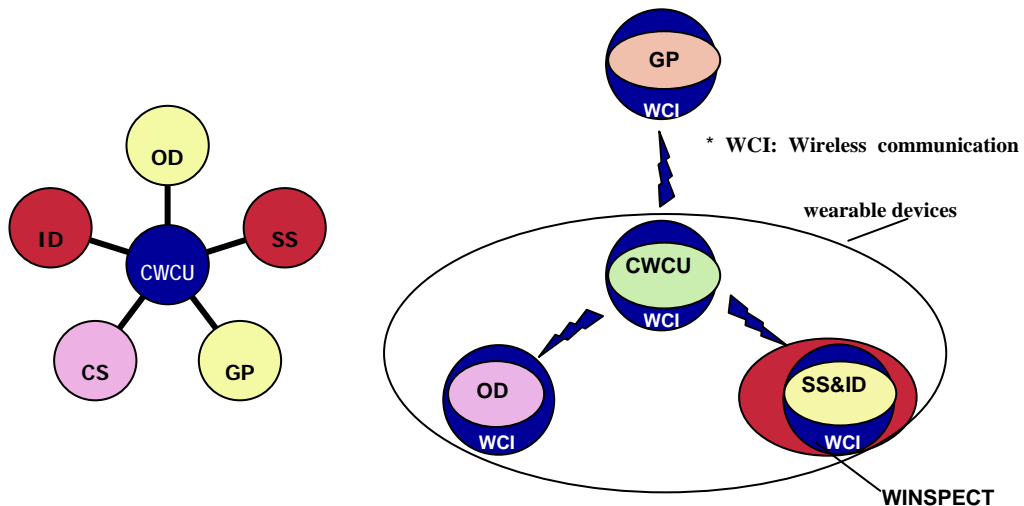 OD
ID
SS
CWCU
CS
GP
GP
WCI
* WCI: Wireless communication
wearable devices
CWCU
WCI
OD
WCI
SS&ID
WCI
WINSPECT